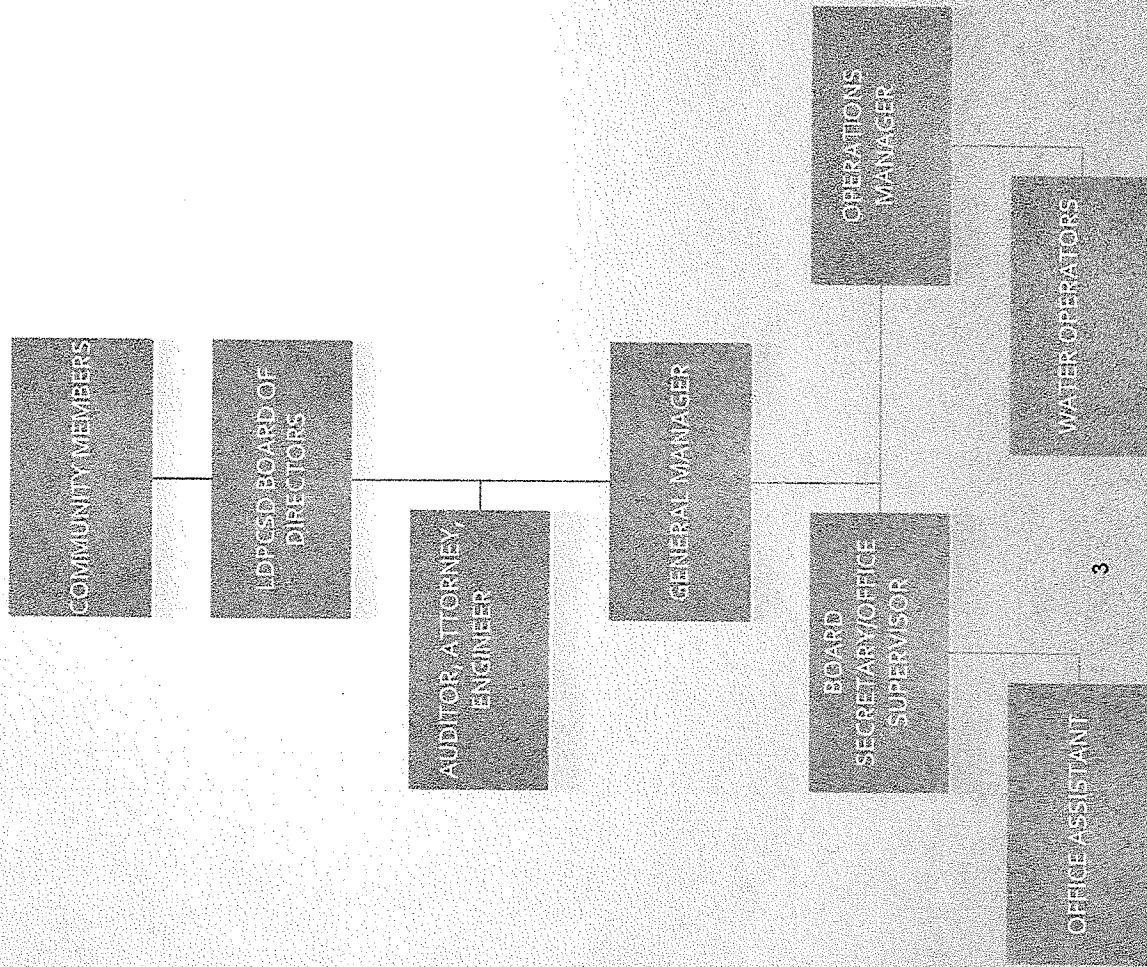 COMMUNITY MEMBERS
LDPCSD BOARD OF
DIRECTORS
AUDITOR, ATTORNEY,
ENGINEER
GENERAL MANAGER
BOARD
SECRETARY/OFFICE
SUPERVISOR
OPERATIONS
MANAGER
OFFICE ASSISTANT
WATER OPERATORS
3